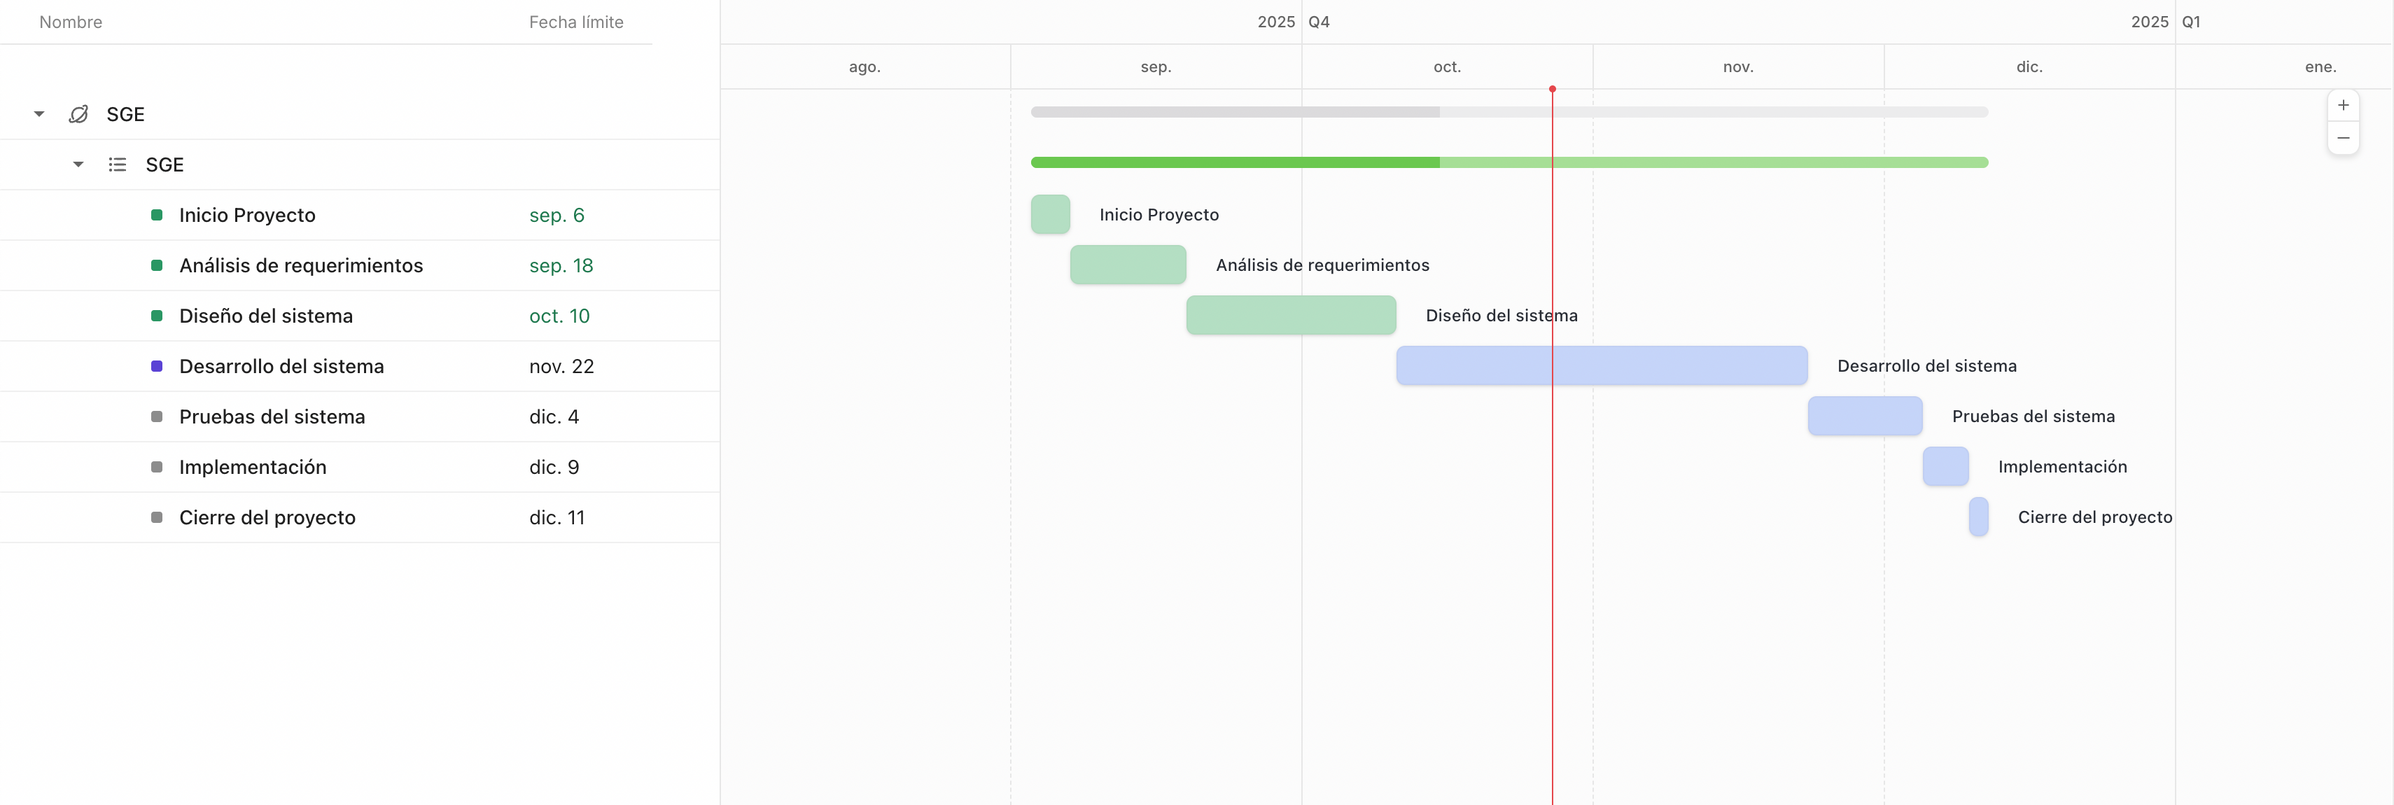 Nombre Fecha límite 2025 Q4 2025 Q1
ago. sep. oct. nov. dic. ene.
SGE
SGE
Inicio Proyecto sep. 6 Inicio Proyecto
Análisis de requerimientos sep. 18 Análisis de requerimientos
Diseño del sistema oct. 10 Diseño del sistema
Desarrollo del sistema nov. 22 Desarrollo del sistema
Pruebas del sistema dic. 4 Pruebas del sistema
Implementación dic. 9 Implementación
Cierre del proyecto dic. 11 Cierre del proyecto